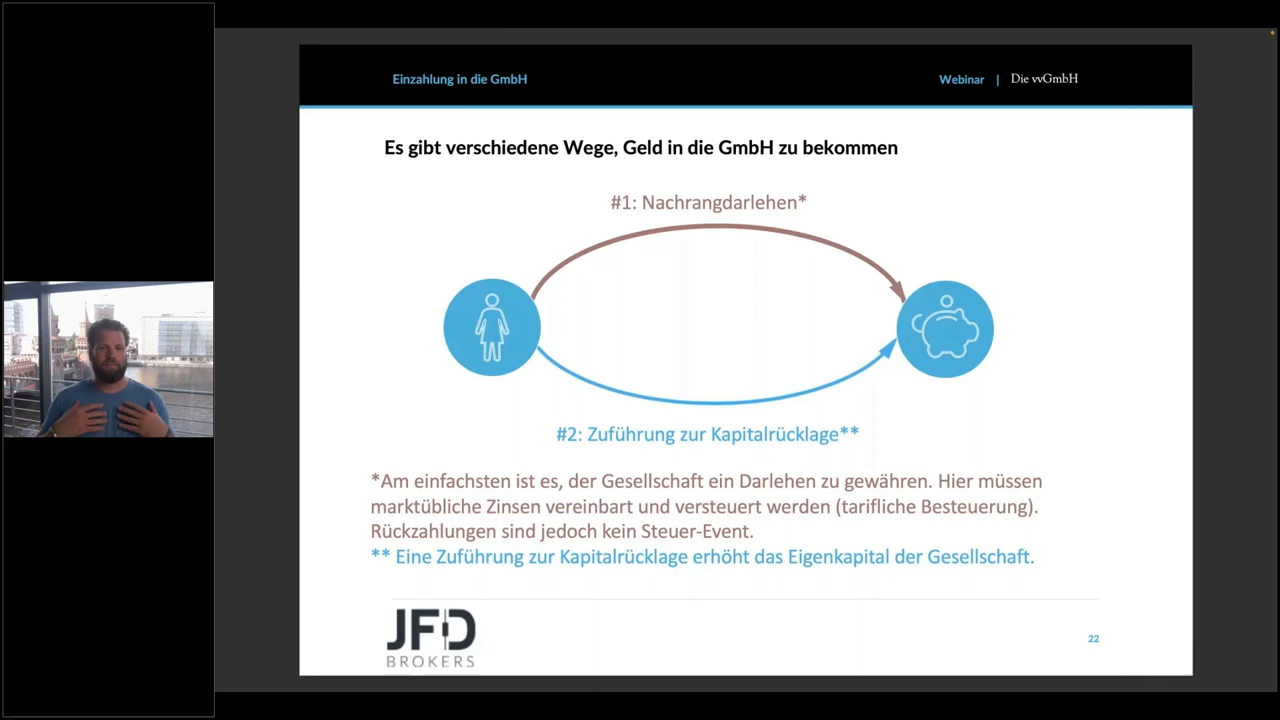 Einzahlung in die GmbH
Webinar | Die vvGmbH
Es gibt verschiedene Wege, Geld in die GmbH zu bekommen
#1: Nachrangdarlehen*
#2: Zuführung zur Kapitalrücklage**
*Am einfachsten ist es, der Gesellschaft ein Darlehen zu gewähren. Hier müssen
marktübliche Zinsen vereinbart und versteuert werden (tarifliche Besteuerung).
Rückzahlungen sind jedoch kein Steuer-Event.
** Eine Zuführung zur Kapitalrücklage erhöht das Eigenkapital der Gesellschaft.
JFD
BROKERS
22